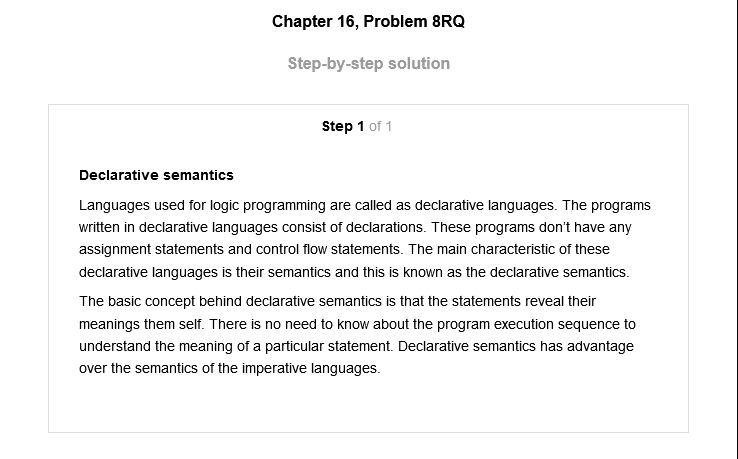 Chapter 16, Problem 8RQ
Step-by-step solution
Step 1 of 1
Declarative semantics
Languages used for logic programming are called as declarative languages. The programs
written in declarative languages consist of declarations. These programs don’t have any
assignment statements and control flow statements. The main characteristic of these
declarative languages is their semantics and this is known as the declarative semantics.
The basic concept behind declarative semantics is that the statements reveal their
meanings them self. There is no need to know about the program execution sequence to
understand the meaning of a particular statement. Declarative semantics has advantage
over the semantics of the imperative languages.